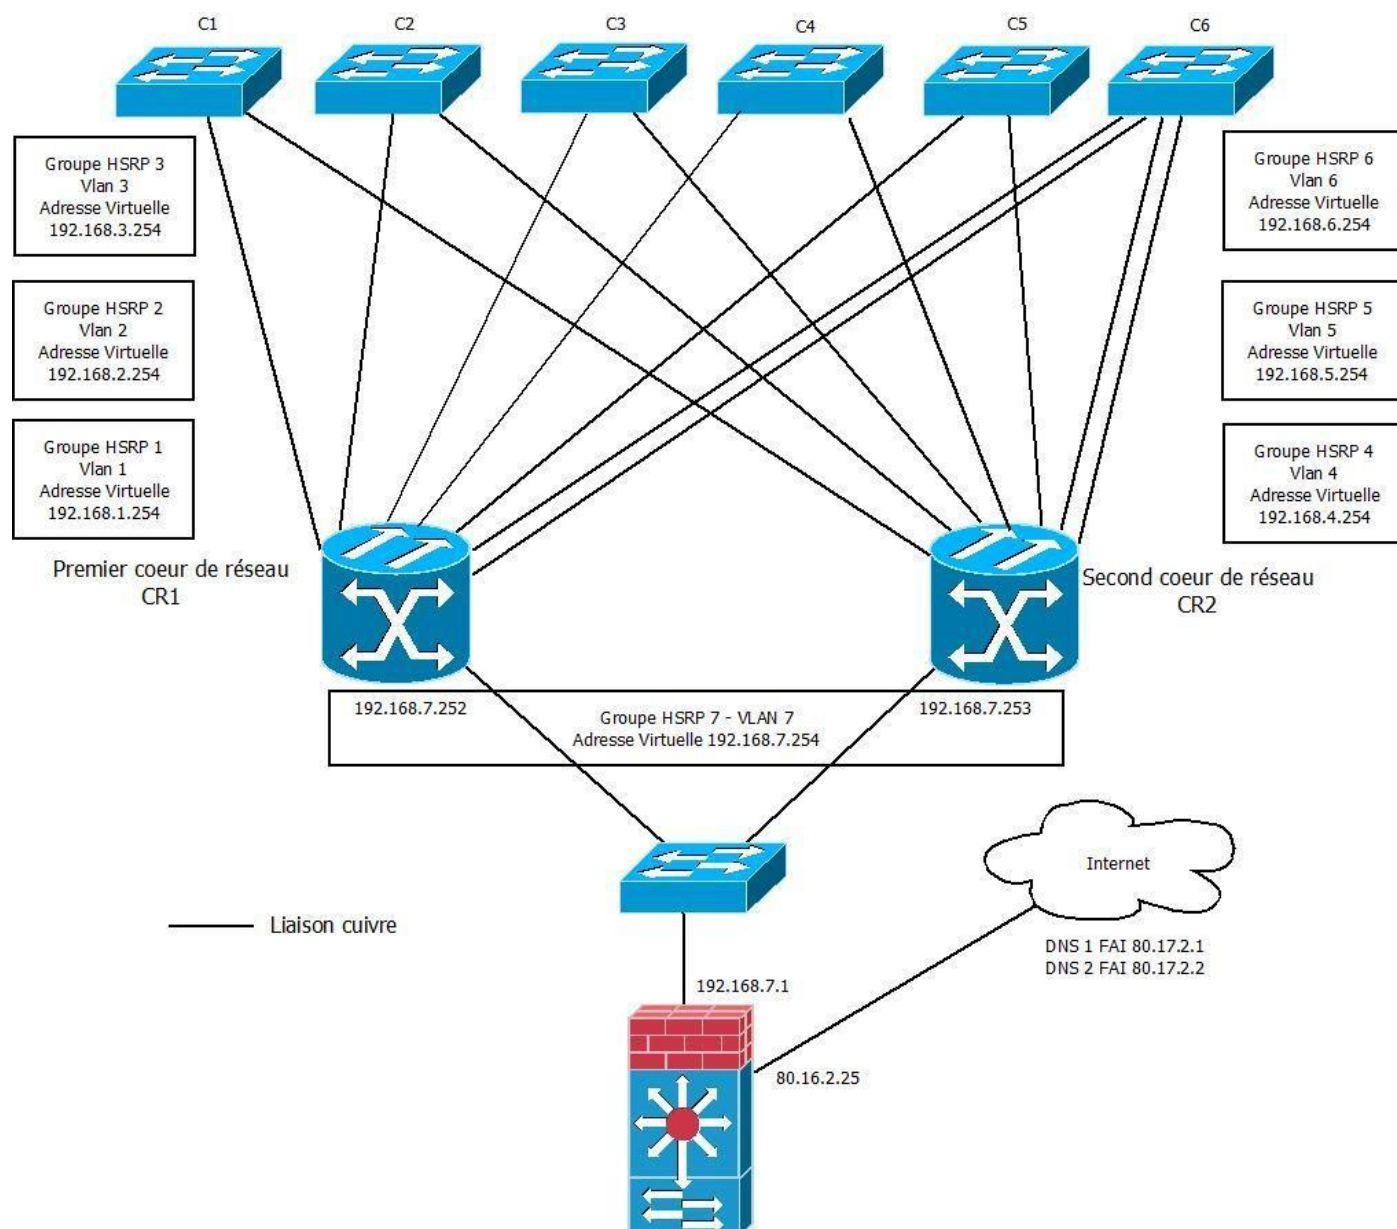 C1
C2
C3
C4
C5
C6
Groupe HSRP 3
Vlan 3
Adresse Virtuelle
192.168.3.254
Groupe HSRP 6
Vlan 6
Adresse Virtuelle
192.168.6.254
Groupe HSRP 2
Vlan 2
Adresse Virtuelle
192.168.2.254
Groupe HSRP 5
Vlan 5
Adresse Virtuelle
192.168.5.254
Groupe HSRP 1
Vlan 1
Adresse Virtuelle
192.168.1.254
Groupe HSRP 4
Vlan 4
Adresse Virtuelle
192.168.4.254
Premier coeur de réseau
CR1
Second coeur de réseau
CR2
192.168.7.252
Groupe HSRP 7 - VLAN 7
Adresse Virtuelle 192.168.7.254
192.168.7.253
Internet
Liaison cuivre
DNS 1 FAI 80.17.2.1
DNS 2 FAI 80.17.2.2
192.168.7.1
80.16.2.25